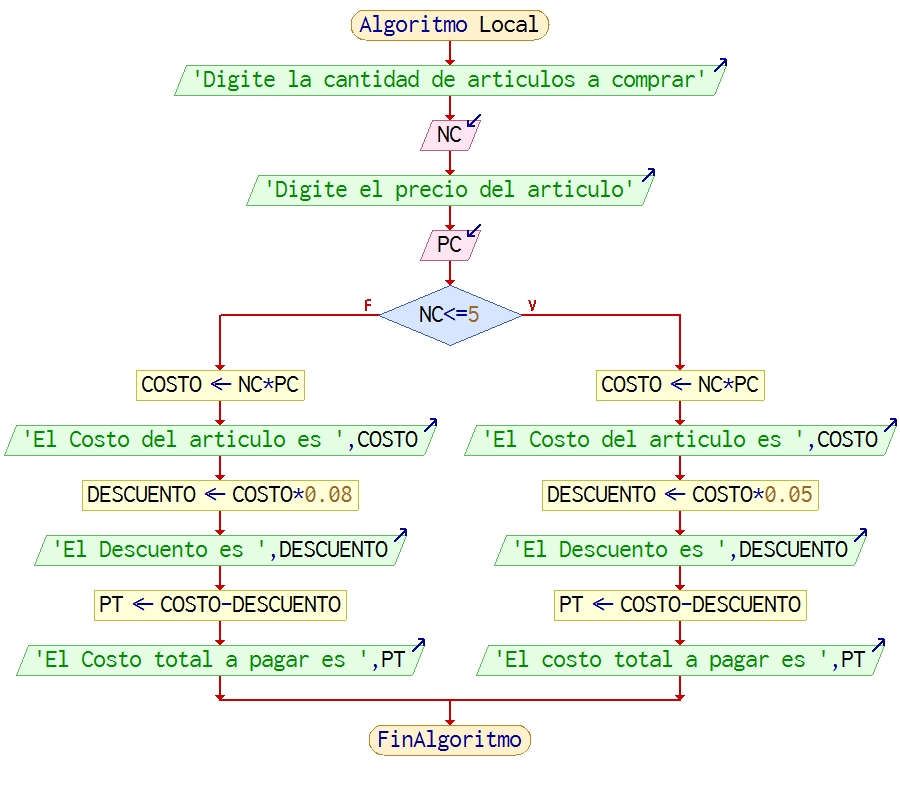 Algoritmo Local
'Digite la cantidad de articulos a comprar'
NC
'Digite el precio del articulo'
PC
F
V
NC<=5
COSTO ← NC*PC
COSTO ← NC*PC
'El Costo del articulo es ',COSTO
'El Costo del articulo es ',COSTO
DESCUENTO ← COSTO*0.08
DESCUENTO ← COSTO*0.05
'El Descuento es ',DESCUENTO
'El Descuento es ',DESCUENTO
PT ← COSTO-DESCUENTO
PT ← COSTO-DESCUENTO
'El Costo total a pagar es ',PT
'El costo total a pagar es ',PT
FinAlgoritmo